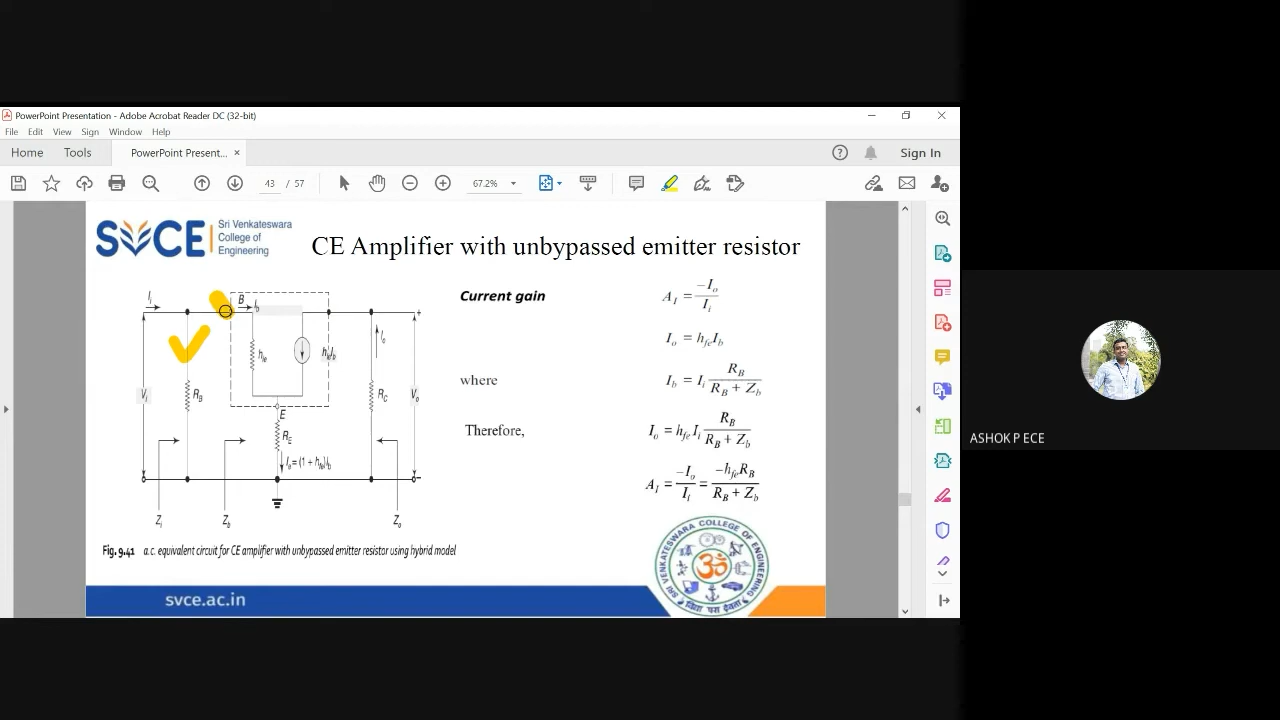 PowerPoint Presentation - Adobe Acrobat Reader DC (32-bit)
File Edit View Sign Window Help
Home Tools PowerPoint Present... × Sign In
43 / 57 67.2%
SVCE Sri Venkateswara
College of
Engineering
CE Amplifier with unbypassed emitter resistor
Current gain
A_I = -I_o / I_i
I_o = h_fe I_b
where
I_b = I_i R_B / (R_B + Z_b)
Therefore,
I_o = h_fe I_i R_B / (R_B + Z_b)
A_I = -I_o / I_i = -h_fe R_B / (R_B + Z_b)
I_i B I_b
+
I_o
h_ie h_fe I_b
V_i R_B R_C V_o
E
R_E
I_e = (1 + h_fe)I_b
-
Z_i Z_b Z_o
Fig. 9.41 a.c. equivalent circuit for CE amplifier with unbypassed emitter resistor using hybrid model
SRI VENKATESWARA COLLEGE OF ENGINEERING
ॐ
svce.ac.in
ASHOK P ECE